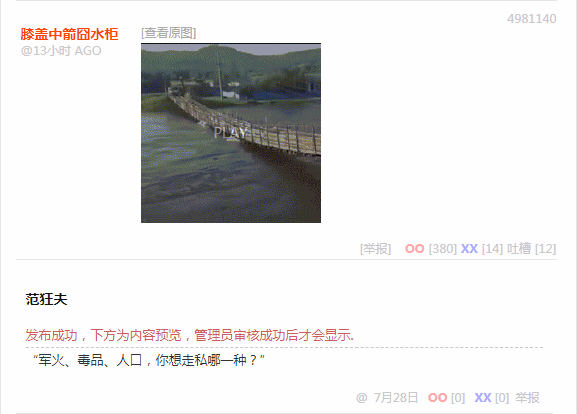 4981140
膝盖中箭囧水柜 [查看原图]
@13小时 AGO
PLAY
[举报] OO [380] XX [14] 吐槽 [12]
范狂夫
发布成功，下方为内容预览，管理员审核成功后才会显示.
“军火、毒品、人口，你想走私哪一种？”
@ 7月28日 OO [0] XX [0] 举报